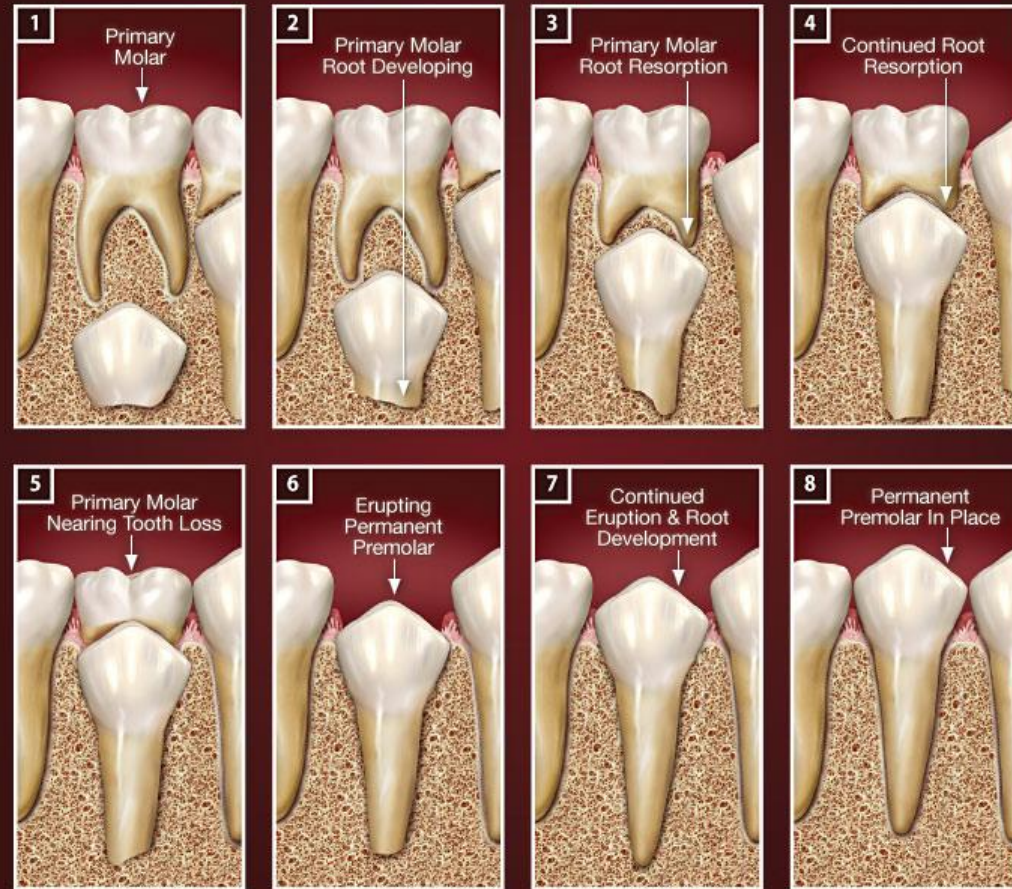 1
Primary
Molar
2
Primary Molar
Root Developing
3
Primary Molar
Root Resorption
4
Continued Root
Resorption
5
Primary Molar
Nearing Tooth Loss
6
Erupting
Permanent
Premolar
7
Continued
Eruption & Root
Development
8
Permanent
Premolar In Place